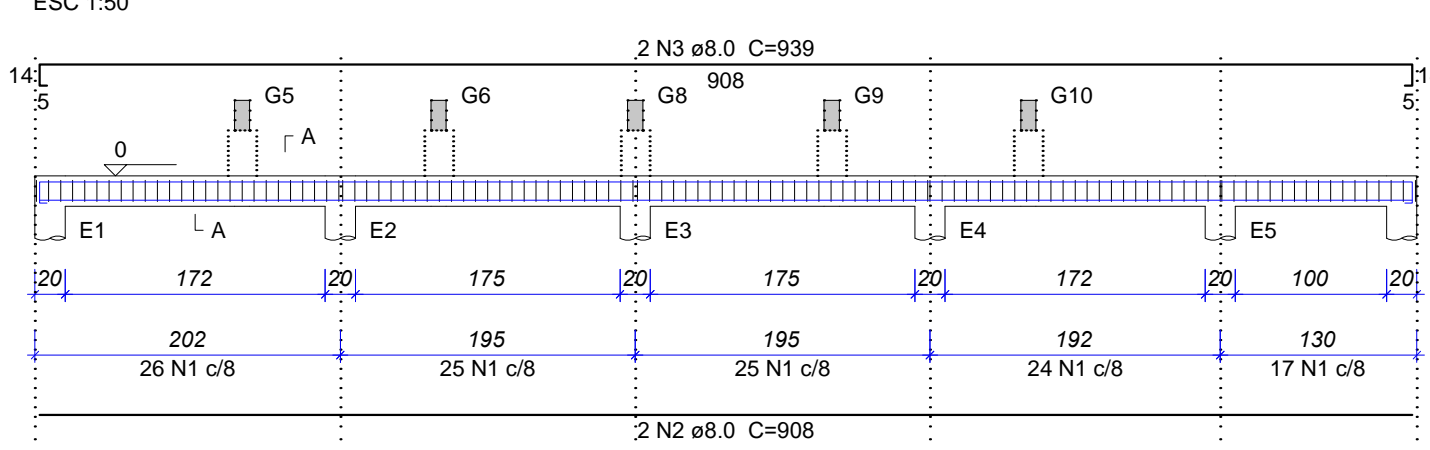 ESC 1:50
2 N3 ø8.0 C=939
14
908
1
5
5
G5
G6
G8
G9
G10
A
0
A
E1
E2
E3
E4
E5
20 172 20 175 20 175 20 172 20 100 20
202 195 195 192 130
26 N1 c/8 25 N1 c/8 25 N1 c/8 24 N1 c/8 17 N1 c/8
2 N2 ø8.0 C=908